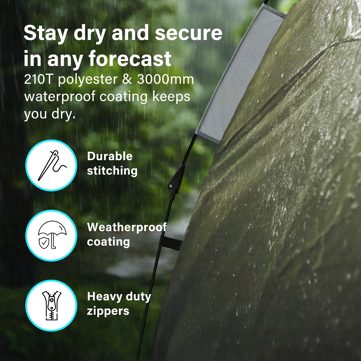 Stay dry and secure
in any forecast
210T polyester & 3000mm
waterproof coating keeps
you dry.
Durable
stitching
Weatherproof
coating
Heavy duty
zippers